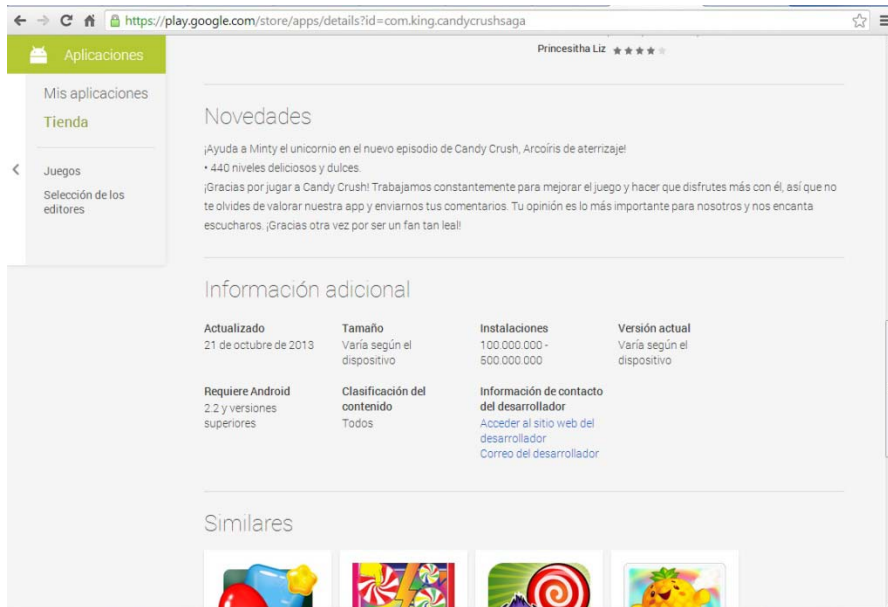 https://play.google.com/store/apps/details?id=com.king.candycrushsaga
Aplicaciones
Princesitha Liz
Mis aplicaciones
Tienda
Juegos
Selección de los
editores
Novedades
¡Ayuda a Minty el unicornio en el nuevo episodio de Candy Crush, Arcoíris de aterrizaje!
• 440 niveles deliciosos y dulces.
¡Gracias por jugar a Candy Crush! Trabajamos constantemente para mejorar el juego y hacer que disfrutes más con él, así que no
te olvides de valorar nuestra app y enviarnos tus comentarios. Tu opinión es lo más importante para nosotros y nos encanta
escucharos. ¡Gracias otra vez por ser un fan tan leal!
Información adicional
Actualizado
21 de octubre de 2013
Tamaño
Varía según el
dispositivo
Instalaciones
100.000.000 -
500.000.000
Versión actual
Varía según el
dispositivo
Requiere Android
2.2 y versiones
superiores
Clasificación del
contenido
Todos
Información de contacto
del desarrollador
Acceder al sitio web del
desarrollador
Correo del desarrollador
Similares